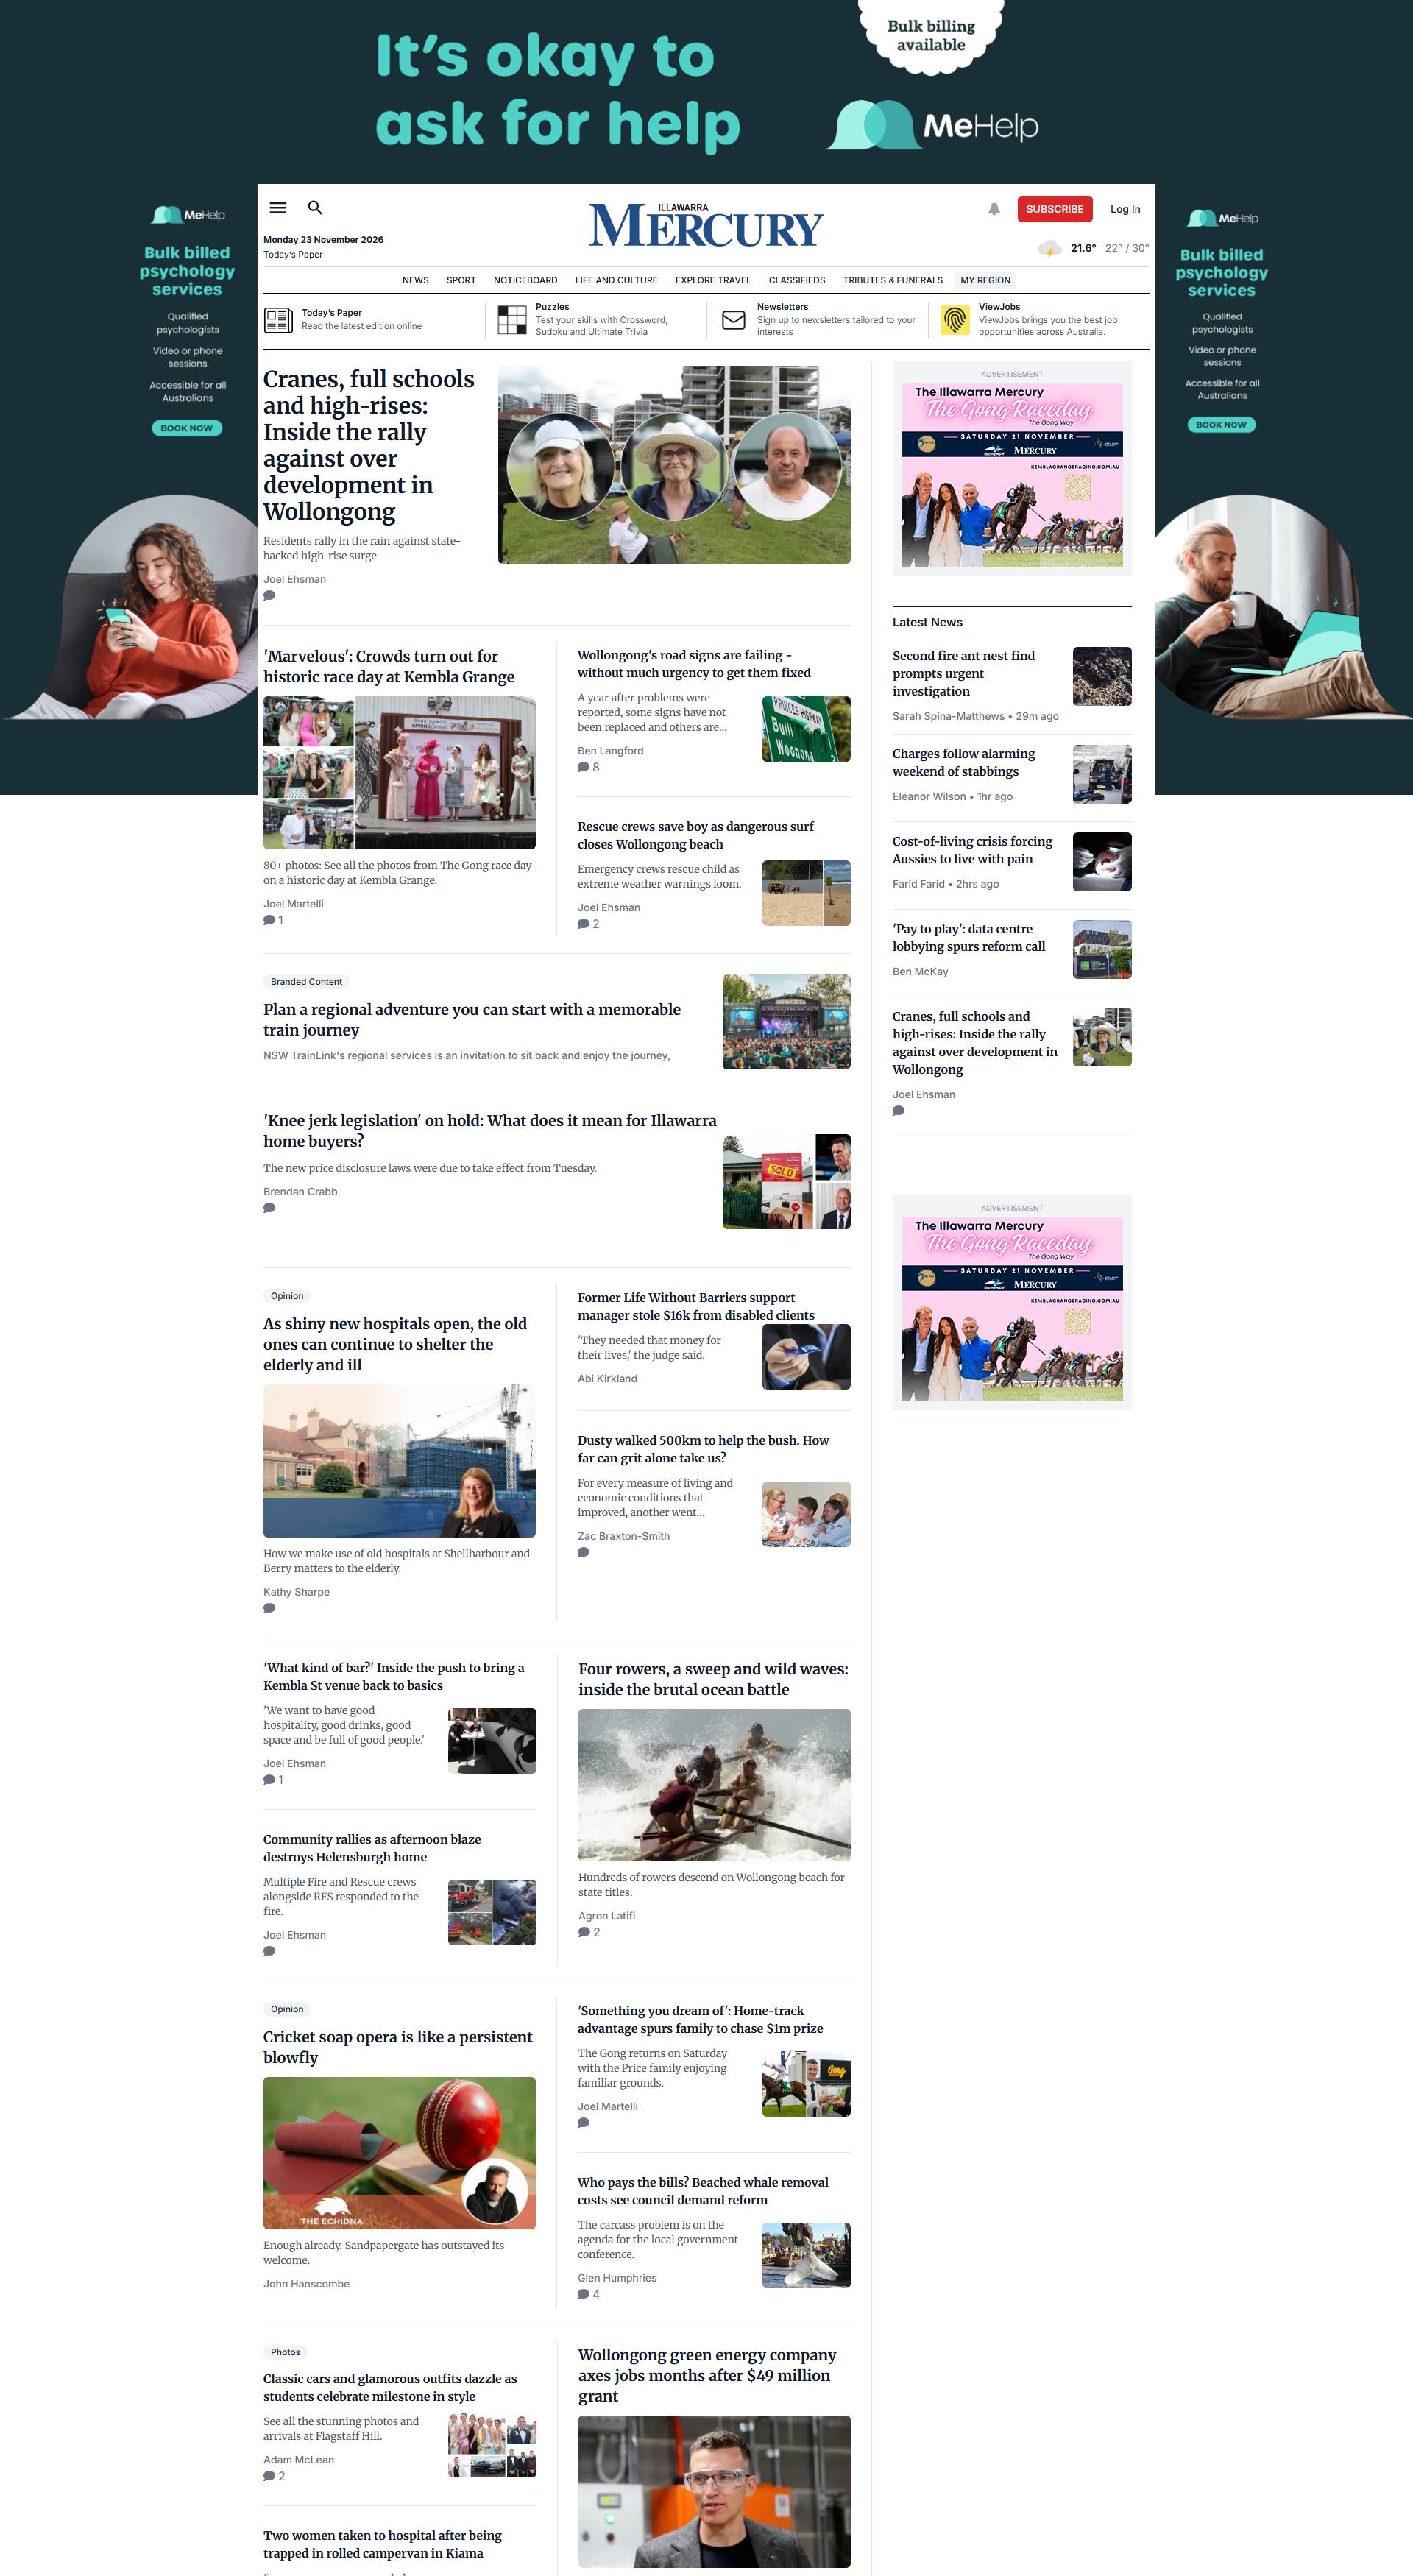 It's okay to
ask for help
Bulk billing
available
MeHelp
MeHelp
Bulk billed
psychology
services
Qualified
psychologists
Video or phone
sessions
Accessible for all
Australians
BOOK NOW
MeHelp
Bulk billed
psychology
services
Qualified
psychologists
Video or phone
sessions
Accessible for all
Australians
BOOK NOW
ILLAWARRA
MERCURY
SUBSCRIBE
Log In
Monday 23 November 2026
Today's Paper
21.6° 22° / 30°
NEWS SPORT NOTICEBOARD LIFE AND CULTURE EXPLORE TRAVEL CLASSIFIEDS TRIBUTES & FUNERALS MY REGION
Today's Paper
Read the latest edition online
Puzzles
Test your skills with Crossword,
Sudoku and Ultimate Trivia
Newsletters
Sign up to newsletters tailored to your
interests
ViewJobs
ViewJobs brings you the best job
opportunities across Australia.
Cranes, full schools
and high-rises:
Inside the rally
against over
development in
Wollongong
Residents rally in the rain against state-
backed high-rise surge.
Joel Ehsman
'Marvelous': Crowds turn out for
historic race day at Kembla Grange
80+ photos: See all the photos from The Gong race day
on a historic day at Kembla Grange.
Joel Martelli
1
Wollongong's road signs are failing -
without much urgency to get them fixed
A year after problems were
reported, some signs have not
been replaced and others are...
Ben Langford
8
PRINCES HIGHWAY
Bulli
Woonona
Rescue crews save boy as dangerous surf
closes Wollongong beach
Emergency crews rescue child as
extreme weather warnings loom.
Joel Ehsman
2
Branded Content
Plan a regional adventure you can start with a memorable
train journey
NSW TrainLink's regional services is an invitation to sit back and enjoy the journey,
'Knee jerk legislation' on hold: What does it mean for Illawarra
home buyers?
The new price disclosure laws were due to take effect from Tuesday.
Brendan Crabb
SOLD
Opinion
As shiny new hospitals open, the old
ones can continue to shelter the
elderly and ill
How we make use of old hospitals at Shellharbour and
Berry matters to the elderly.
Kathy Sharpe
Former Life Without Barriers support
manager stole $16k from disabled clients
'They needed that money for
their lives,' the judge said.
Abi Kirkland
Dusty walked 500km to help the bush. How
far can grit alone take us?
For every measure of living and
economic conditions that
improved, another went...
Zac Braxton-Smith
'What kind of bar?' Inside the push to bring a
Kembla St venue back to basics
'We want to have good
hospitality, good drinks, good
space and be full of good people.'
Joel Ehsman
1
Community rallies as afternoon blaze
destroys Helensburgh home
Multiple Fire and Rescue crews
alongside RFS responded to the
fire.
Joel Ehsman
Four rowers, a sweep and wild waves:
inside the brutal ocean battle
Hundreds of rowers descend on Wollongong beach for
state titles.
Agron Latifi
2
Opinion
Cricket soap opera is like a persistent
blowfly
THE ECHIDNA
Enough already. Sandpapergate has outstayed its
welcome.
John Hanscombe
'Something you dream of': Home-track
advantage spurs family to chase $1m prize
The Gong returns on Saturday
with the Price family enjoying
familiar grounds.
Joel Martelli
Gong
Who pays the bills? Beached whale removal
costs see council demand reform
The carcass problem is on the
agenda for the local government
conference.
Glen Humphries
4
Photos
Classic cars and glamorous outfits dazzle as
students celebrate milestone in style
See all the stunning photos and
arrivals at Flagstaff Hill.
Adam McLean
2
Two women taken to hospital after being
trapped in rolled campervan in Kiama
Wollongong green energy company
axes jobs months after $49 million
grant
ADVERTISEMENT
The Illawarra Mercury
The Gong Raceday
The Gong Way
SATURDAY 21 NOVEMBER
MERCURY
KEMBLAGRANGERACING.COM.AU
Latest News
Second fire ant nest find
prompts urgent
investigation
Sarah Spina-Matthews • 29m ago
Charges follow alarming
weekend of stabbings
Eleanor Wilson • 1hr ago
Cost-of-living crisis forcing
Aussies to live with pain
Farid Farid • 2hrs ago
'Pay to play': data centre
lobbying spurs reform call
Ben McKay
Cranes, full schools and
high-rises: Inside the rally
against over development in
Wollongong
Joel Ehsman
ADVERTISEMENT
The Illawarra Mercury
The Gong Raceday
The Gong Way
SATURDAY 21 NOVEMBER
MERCURY
KEMBLAGRANGERACING.COM.AU